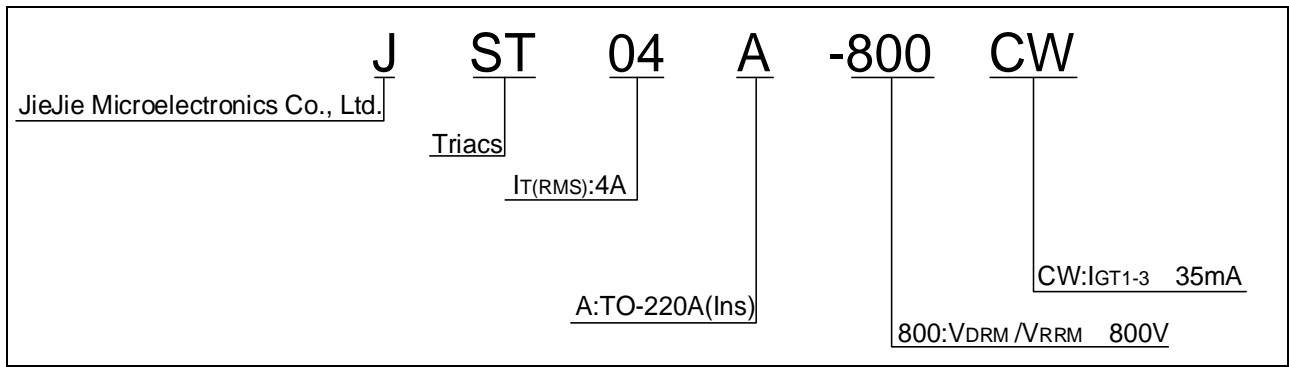 J ST 04 A -800 CW
JieJie Microelectronics Co., Ltd.
Triacs
IT(RMS):4A
CW:IGT1-3 35mA
A:TO-220A(Ins)
800:VDRM /VRRM 800V